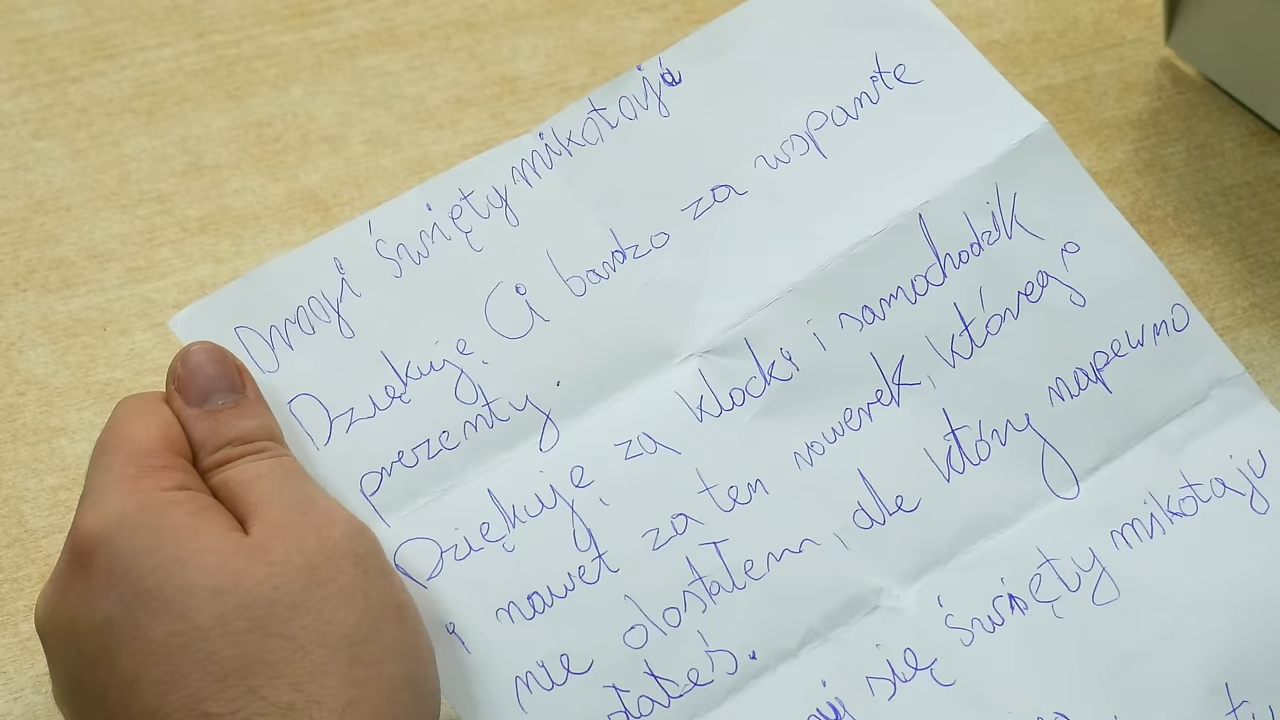 Drogi święty mikołaju
Dziękuję Ci bardzo za wspaniałe
prezenty.
Dziękuję za klocki i samochodzik
i nawet za ten rowerek, którego
nie dostałem, ale który napewno
się święty mikołaju